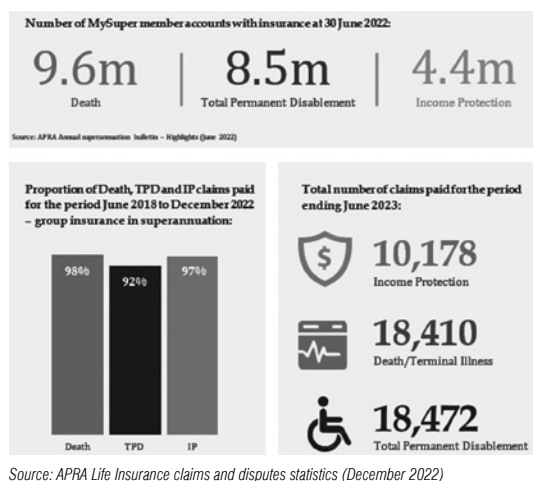 Number of MySuper member accounts with insurance at 30 June 2022:
9.6m
Death
8.5m
Total Permanent Disablement
4.4m
Income Protection
Source: APRA Annual superannuation bulletin – Highlights (June 2022)
Proportion of Death, TPD and IP claims paid
for the period June 2018 to December 2022
– group insurance in superannuation:
98%
92%
97%
Death
TPD
IP
Total number of claims paid for the period
ending June 2023:
$
10,178
Income Protection
18,410
Death/Terminal Illness
18,472
Total Permanent Disablement
Source: APRA Life Insurance claims and disputes statistics (December 2022)